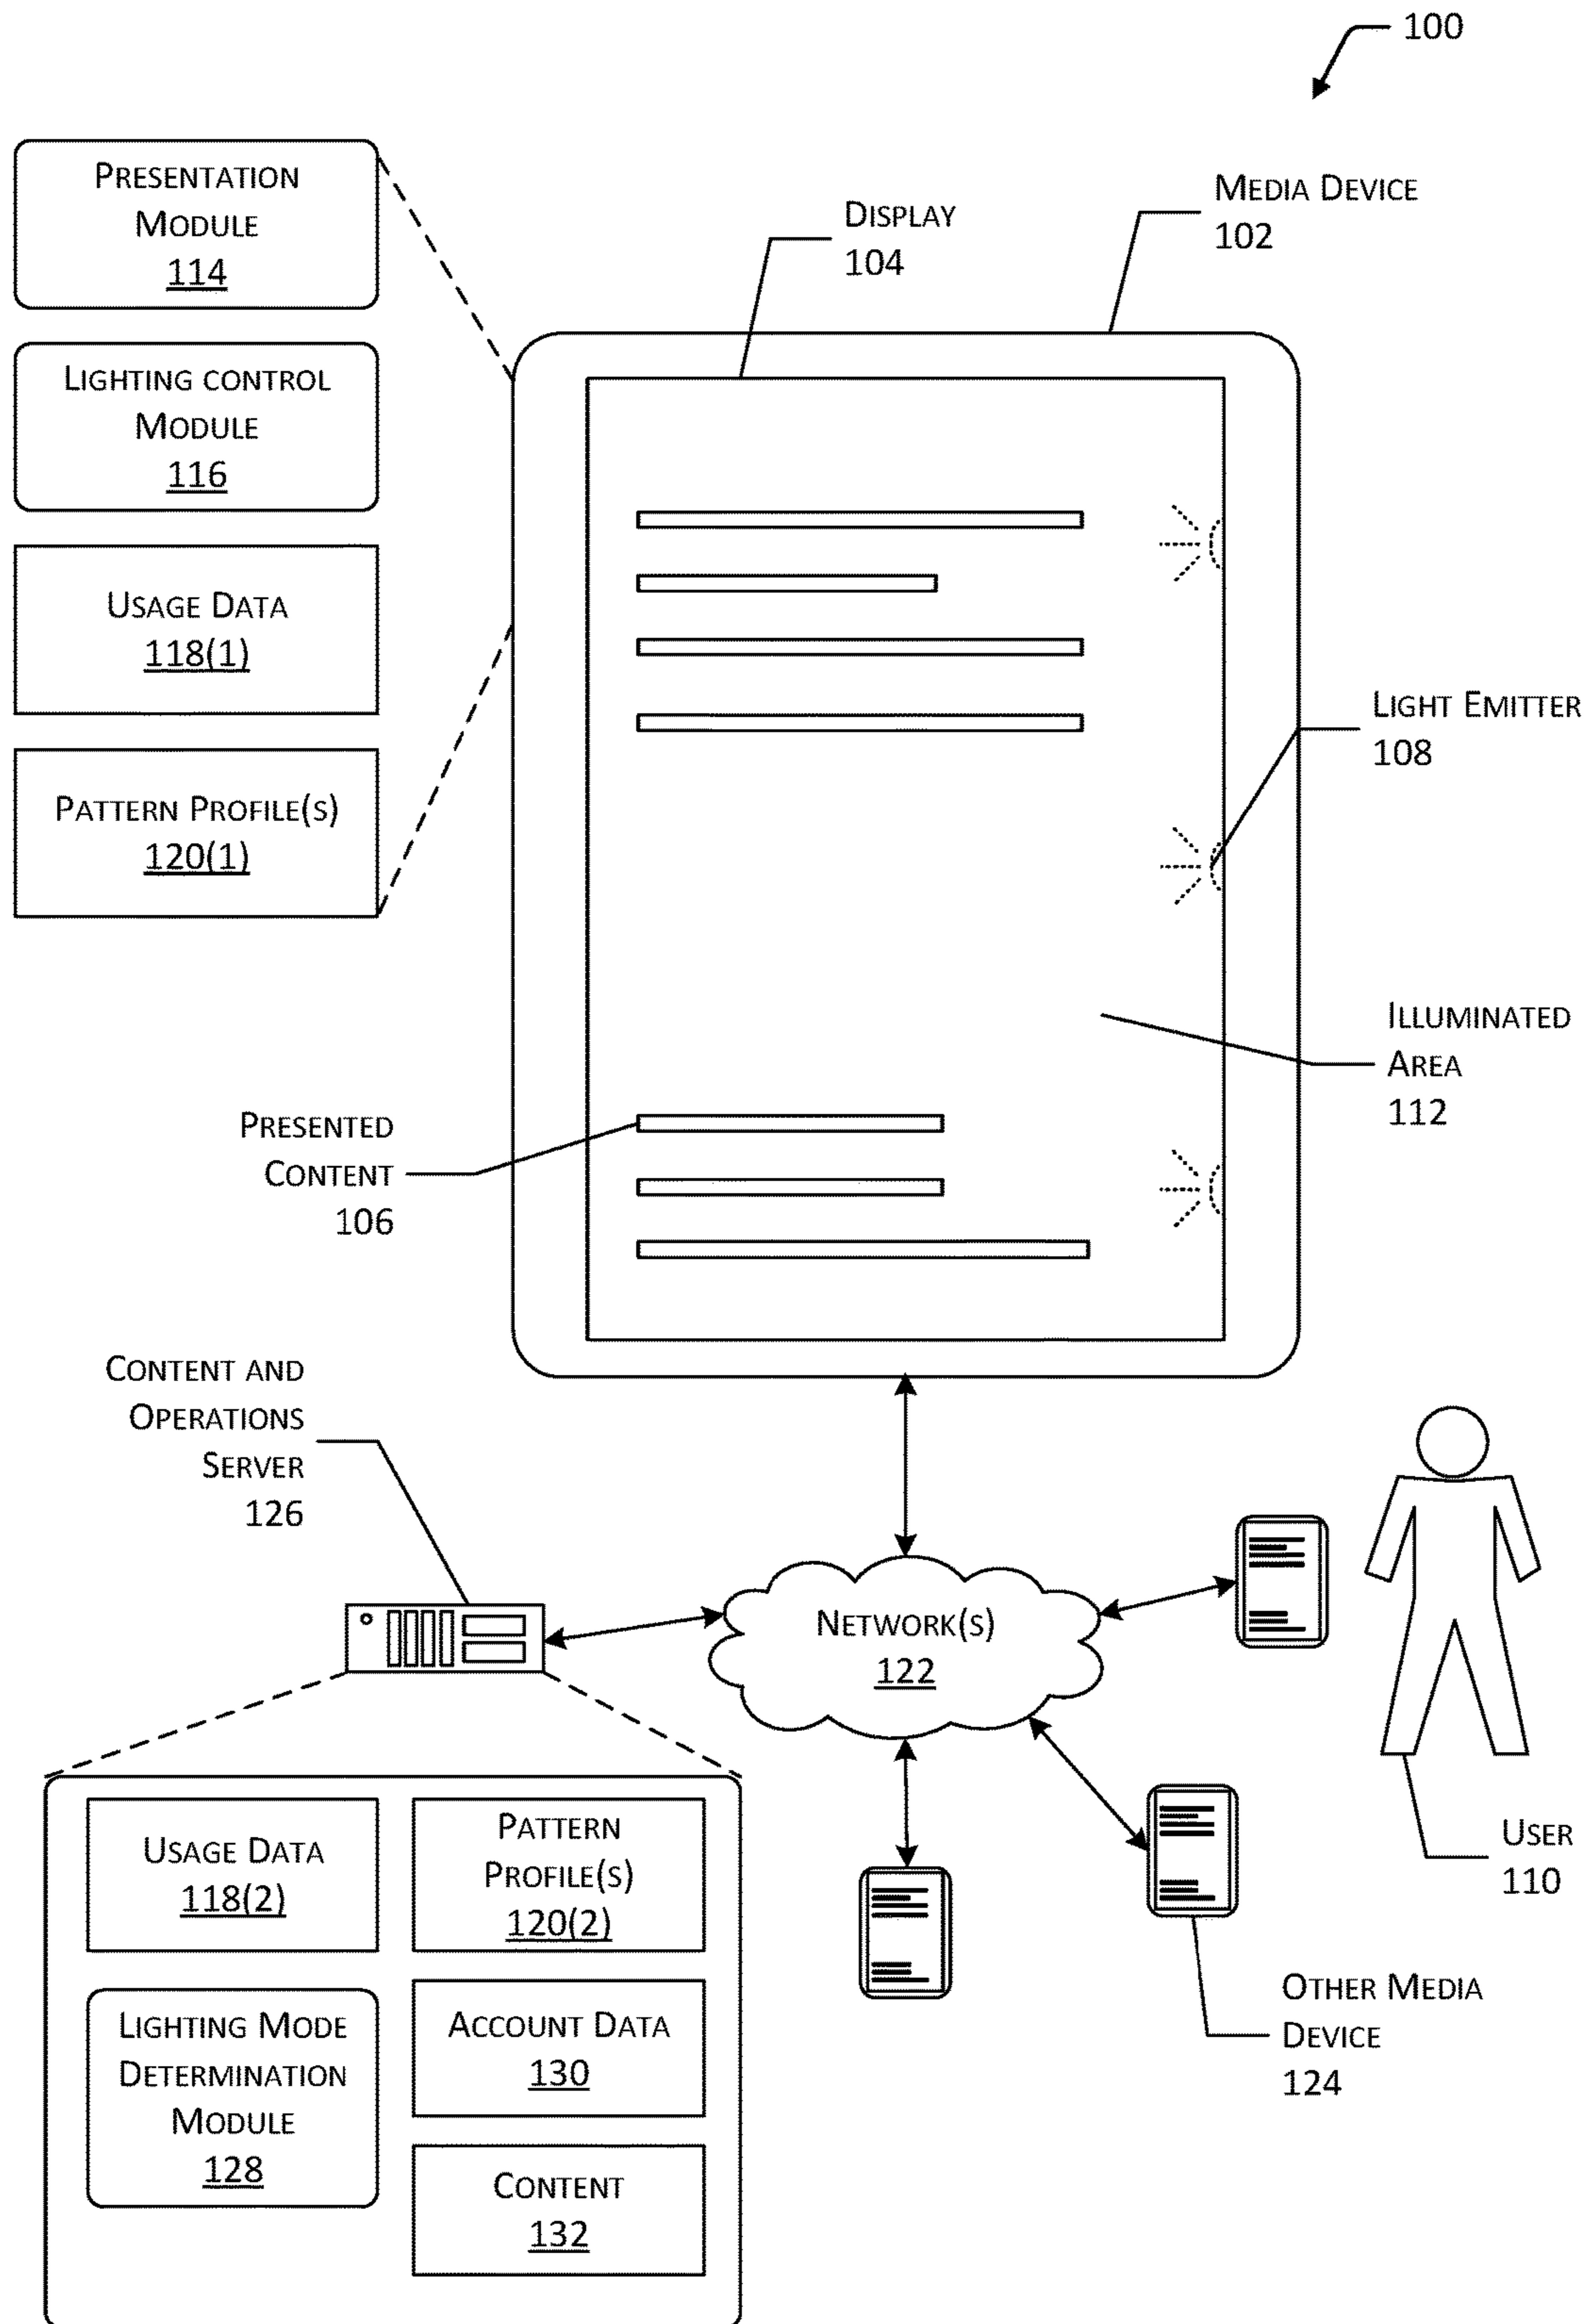 100
PRESENTATION
MODULE
114
MEDIA DEVICE
102
DISPLAY
104
LIGHTING CONTROL
MODULE
116
USAGE DATA
118(1)
LIGHT EMITTER
108
PATTERN PROFILE(S)
120(1)
ILLUMINATED
AREA
112
PRESENTED
CONTENT
106
CONTENT AND
OPERATIONS
SERVER
126
NETWORK(S)
122
USER
110
USAGE DATA
118(2)
PATTERN
PROFILE(S)
120(2)
LIGHTING MODE
DETERMINATION
MODULE
128
ACCOUNT DATA
130
CONTENT
132
OTHER MEDIA
DEVICE
124